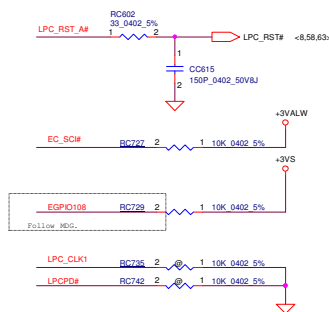 RC602
33_0402_5%
LPC_RST_A# 1 2 LPC_RST# <8,58,63>
1
CC615
150P_0402_50V8J
2
+3VALW
EC_SCI# RC727 2 1 10K_0402_5%
+3VS
EGPIO108 RC729 2 1 10K_0402_5%
Follow MDG.
LPC_CLK1 RC735 2 @ 1 10K_0402_5%
LPCPD# RC742 2 @ 1 10K_0402_5%